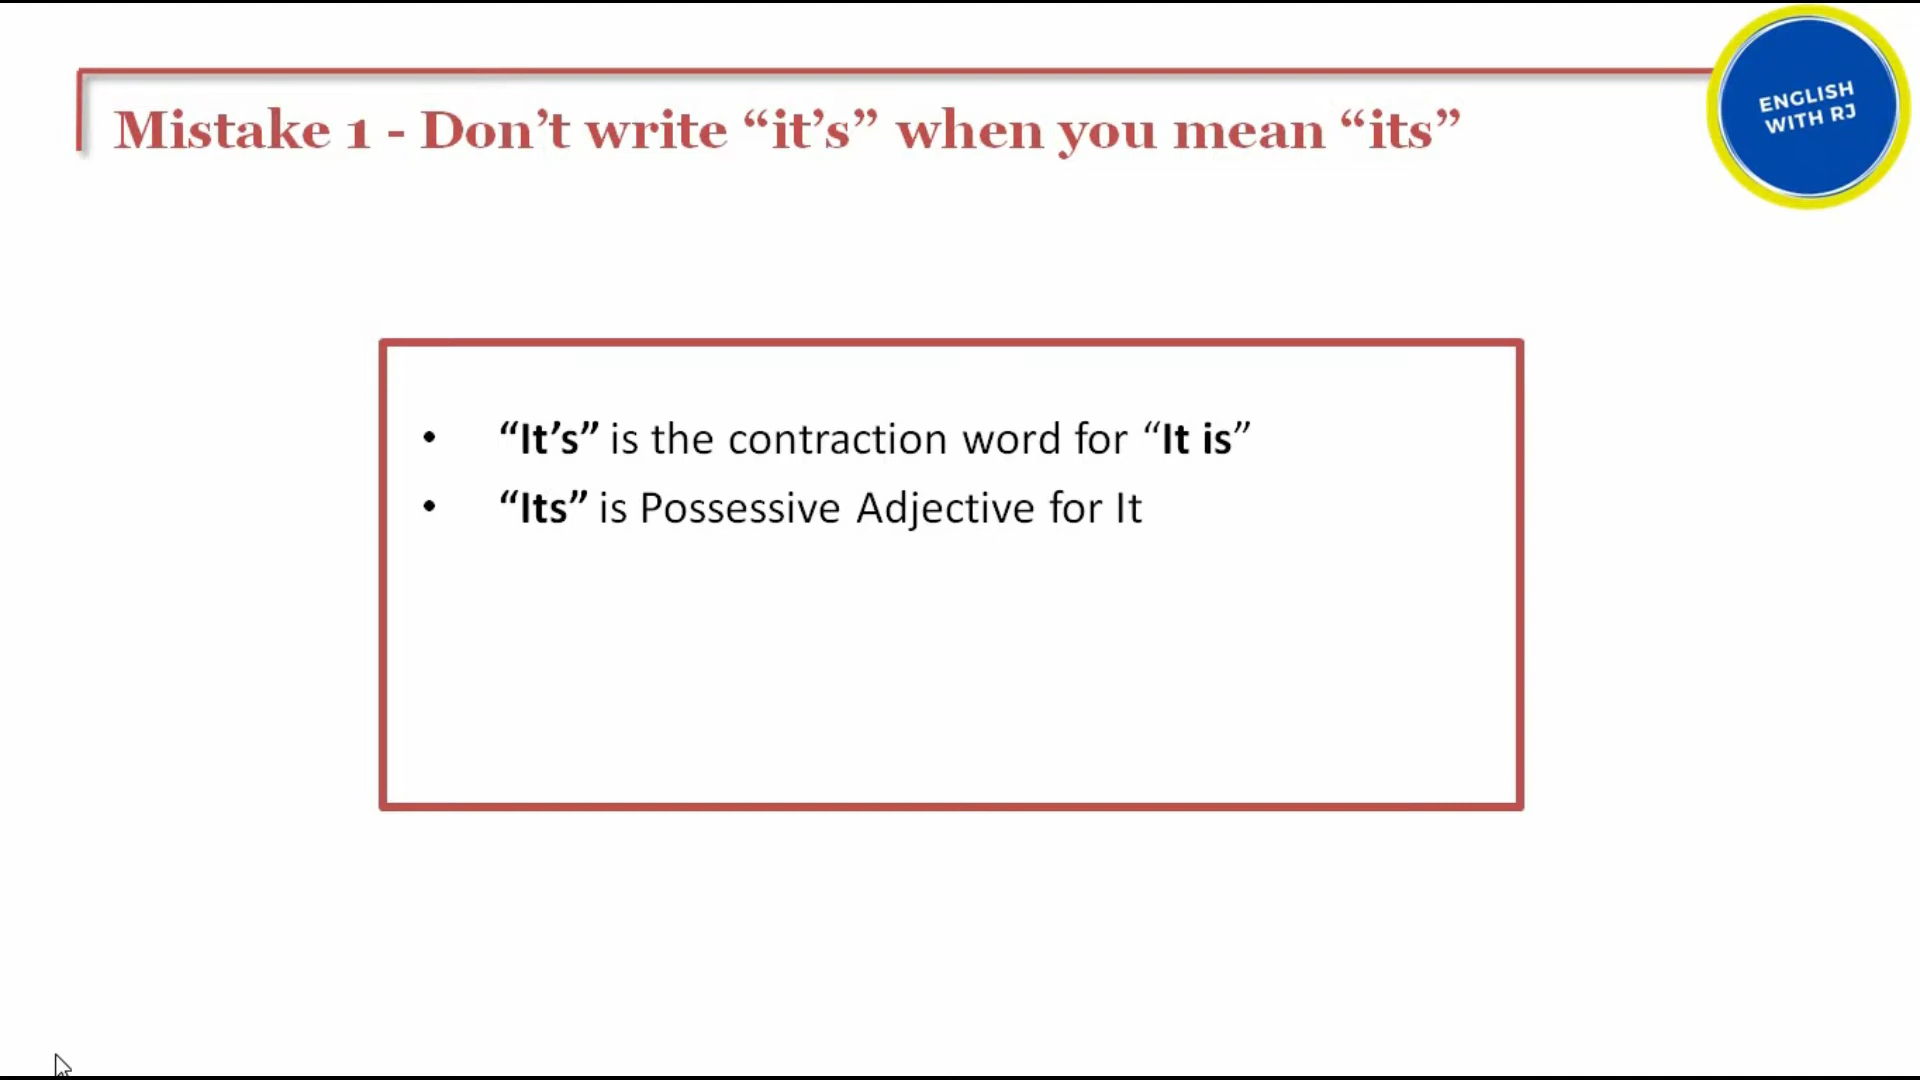 Mistake 1 - Don’t write “it’s” when you mean “its”
ENGLISH
WITH RJ
• “It’s” is the contraction word for “It is”
• “Its” is Possessive Adjective for It